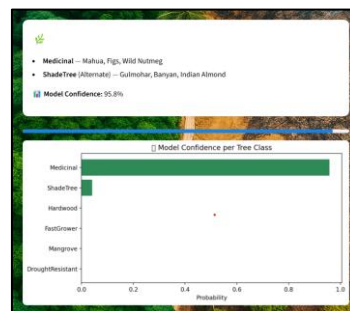 Medicinal — Mahua, Figs, Wild Nutmeg
ShadeTree (Alternate) — Gulmohar, Banyan, Indian Almond
Model Confidence: 95.8%
Model Confidence per Tree Class
Medicinal
ShadeTree
Hardwood
FastGrower
Mangrove
DroughtResistant
0.0 0.2 0.4 0.6 0.8 1.0
Probability